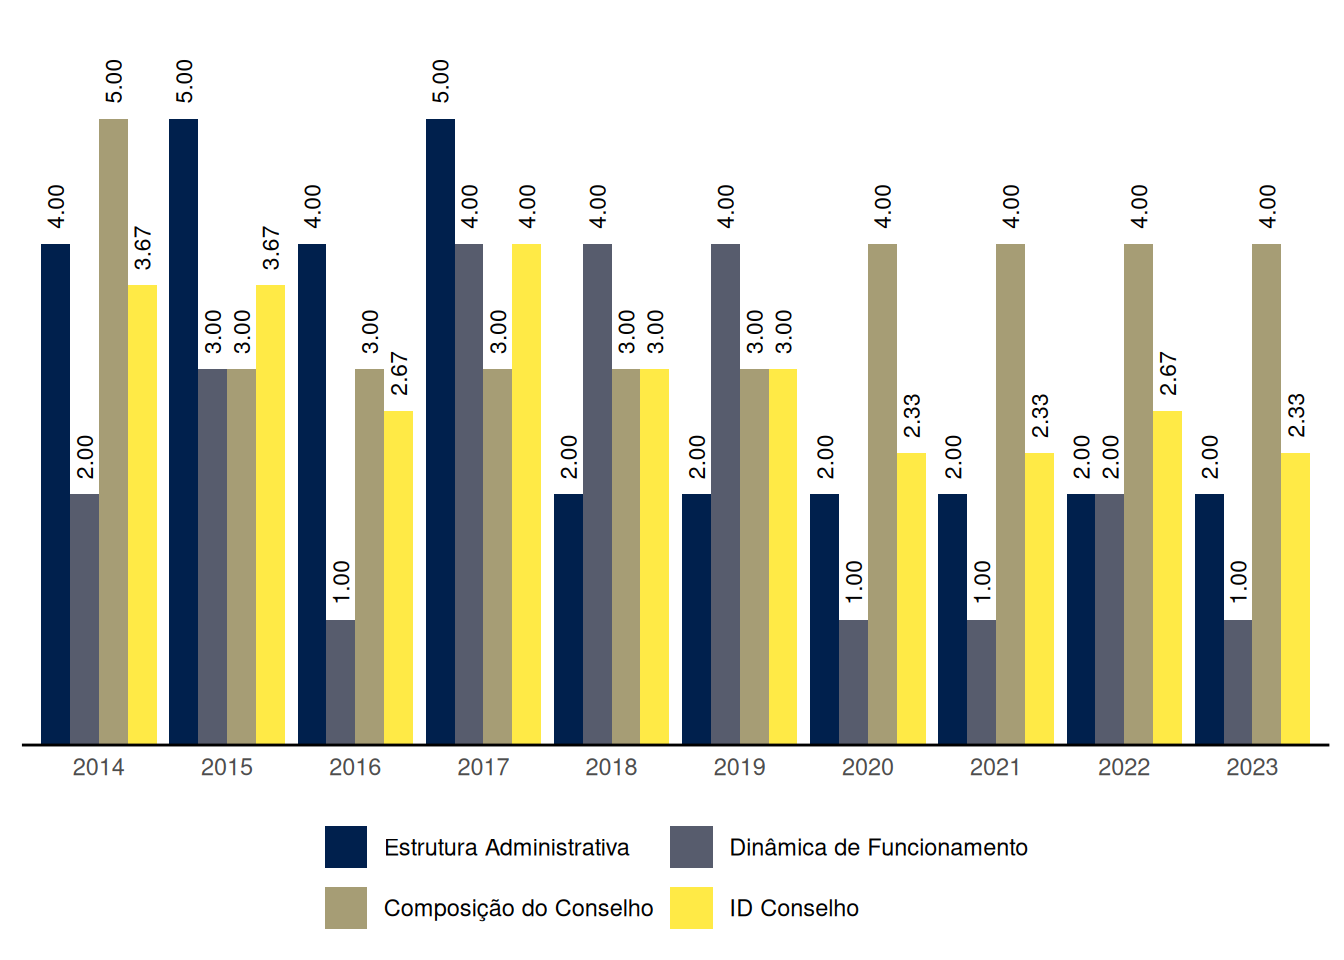 4.00 2.00 5.00 3.67 5.00 3.00 3.00 3.67 4.00 1.00 3.00 2.67 5.00 4.00 3.00 4.00 2.00 4.00 3.00 3.00 2.00 4.00 3.00 3.00 2.00 1.00 4.00 2.33 2.00 1.00 4.00 2.33 2.00 2.00 4.00 2.67 2.00 1.00 4.00 2.33
2014 2015 2016 2017 2018 2019 2020 2021 2022 2023
Estrutura Administrativa Dinâmica de Funcionamento
Composição do Conselho ID Conselho